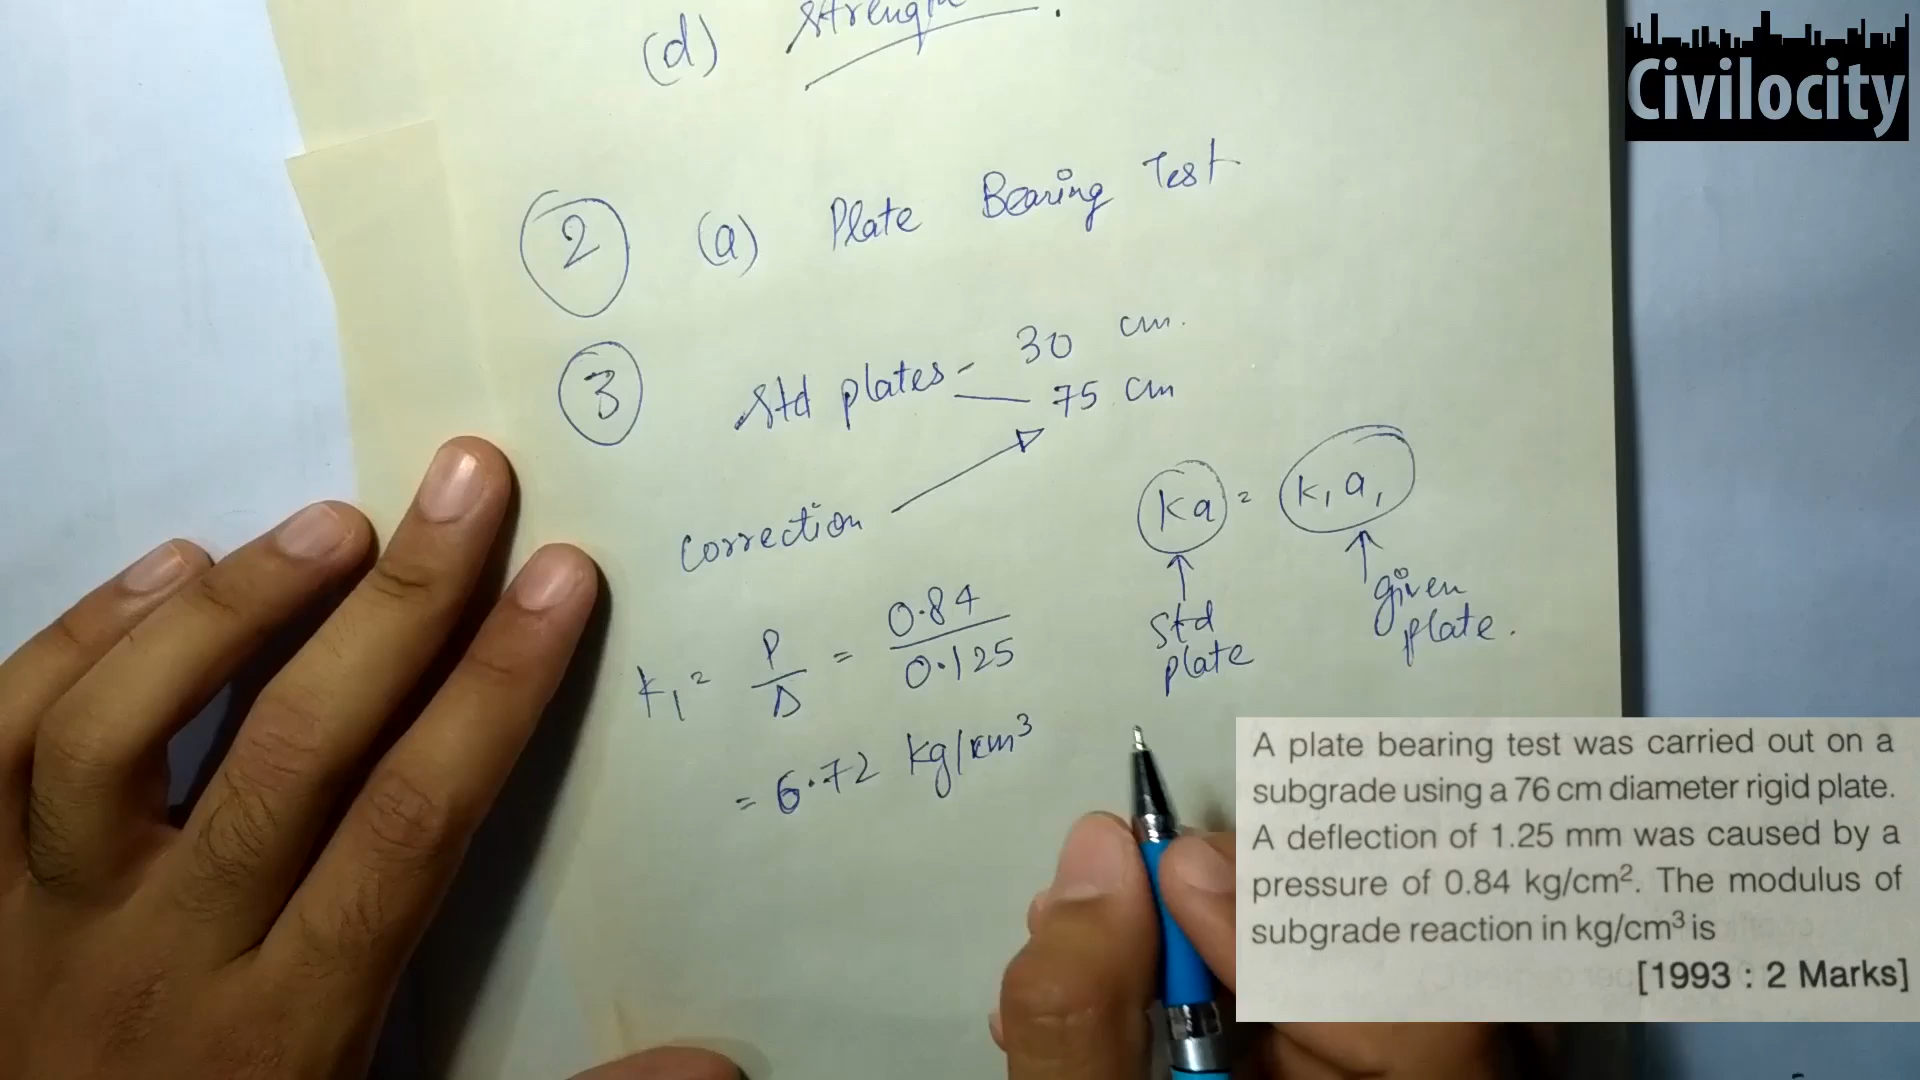 (d) Strength.
Civilocity
2 (a) Plate Bearing Test
3 Std plates - 30 cm.
75 cm
Ka = K₁ a₁
correction
Std plate
given plate.
k₁ = P/Δ = 0.84/0.125
= 6.72 kg/cm³
A plate bearing test was carried out on a
subgrade using a 76 cm diameter rigid plate.
A deflection of 1.25 mm was caused by a
pressure of 0.84 kg/cm². The modulus of
subgrade reaction in kg/cm³ is
[1993 : 2 Marks]